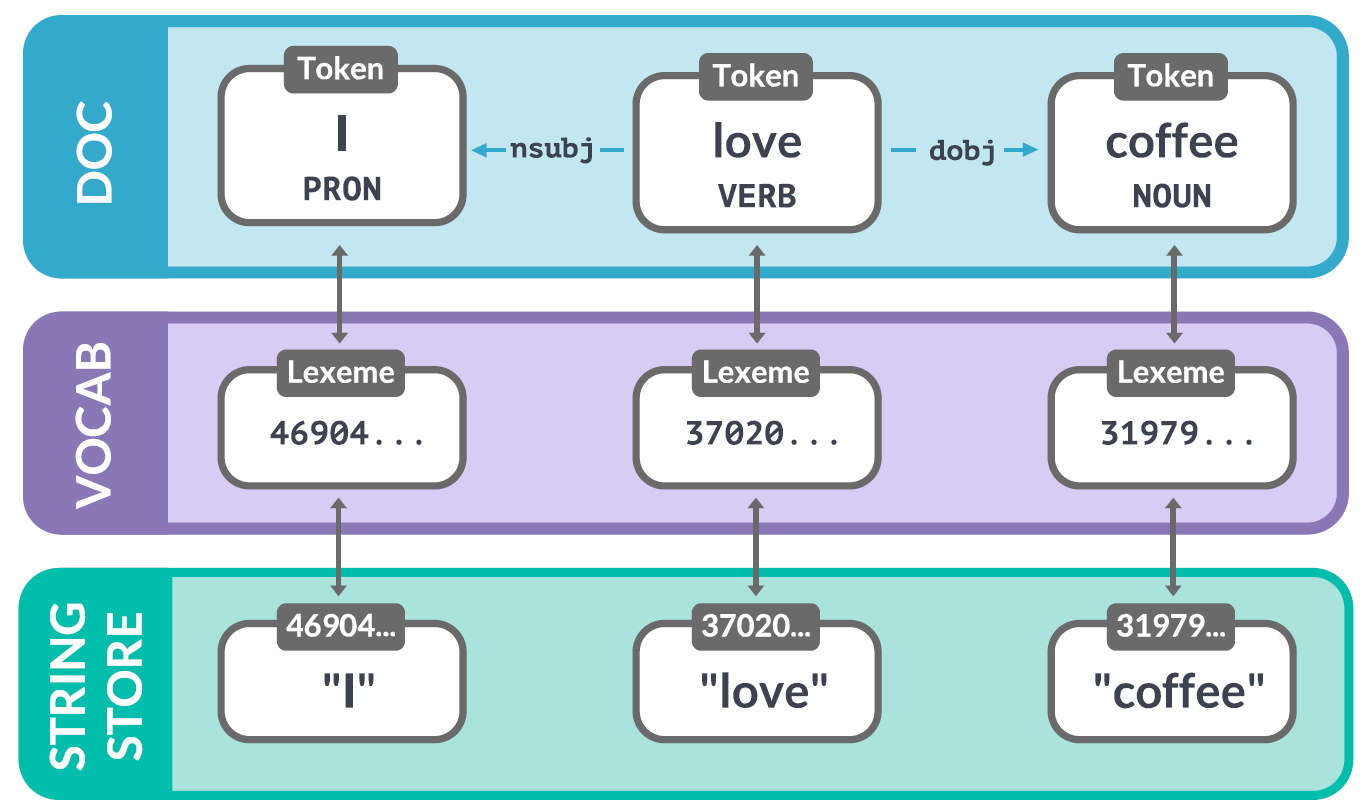 DOC
Token
I
PRON
nsubj
Token
love
VERB
dobj
Token
coffee
NOUN
VOCAB
Lexeme
46904...
Lexeme
37020...
Lexeme
31979...
STRING
STORE
46904...
"I"
37020...
"love"
31979...
"coffee"